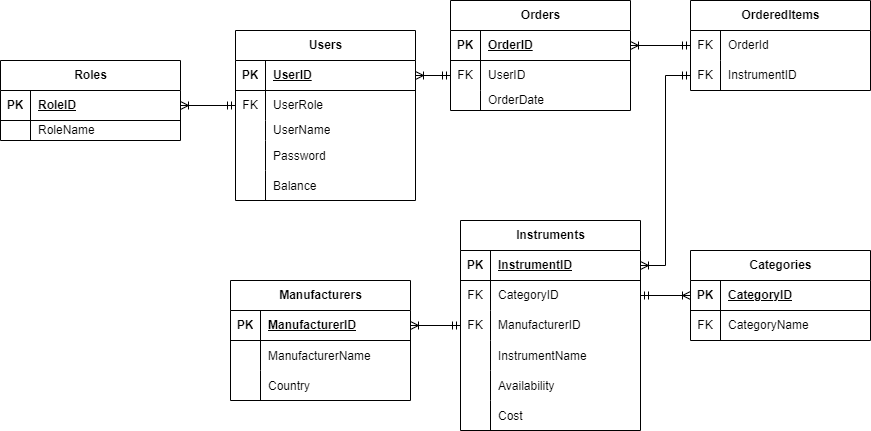 Roles
PK RoleID
RoleName
Users
PK UserID
FK UserRole
UserName
Password
Balance
Orders
PK OrderID
FK UserID
OrderDate
OrderedItems
FK OrderId
FK InstrumentID
Manufacturers
PK ManufacturerID
ManufacturerName
Country
Instruments
PK InstrumentID
FK CategoryID
FK ManufacturerID
InstrumentName
Availability
Cost
Categories
PK CategoryID
FK CategoryName